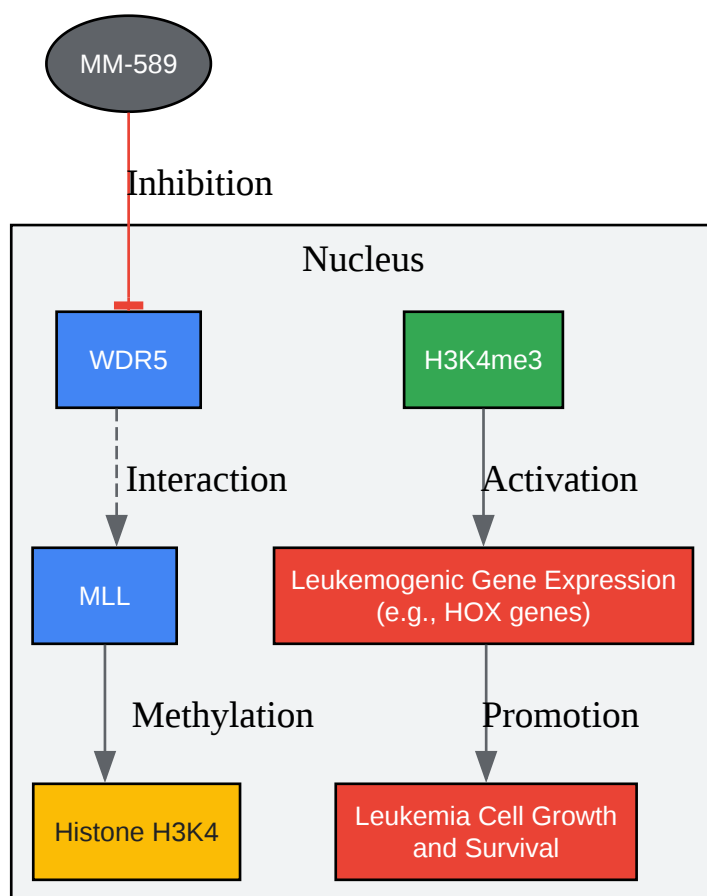 MM-589
Inhibition
Nucleus
WDR5
H3K4me3
Interaction
Activation
MLL
Leukemogenic Gene Expression
(e.g., HOX genes)
Methylation
Promotion
Histone H3K4
Leukemia Cell Growth
and Survival